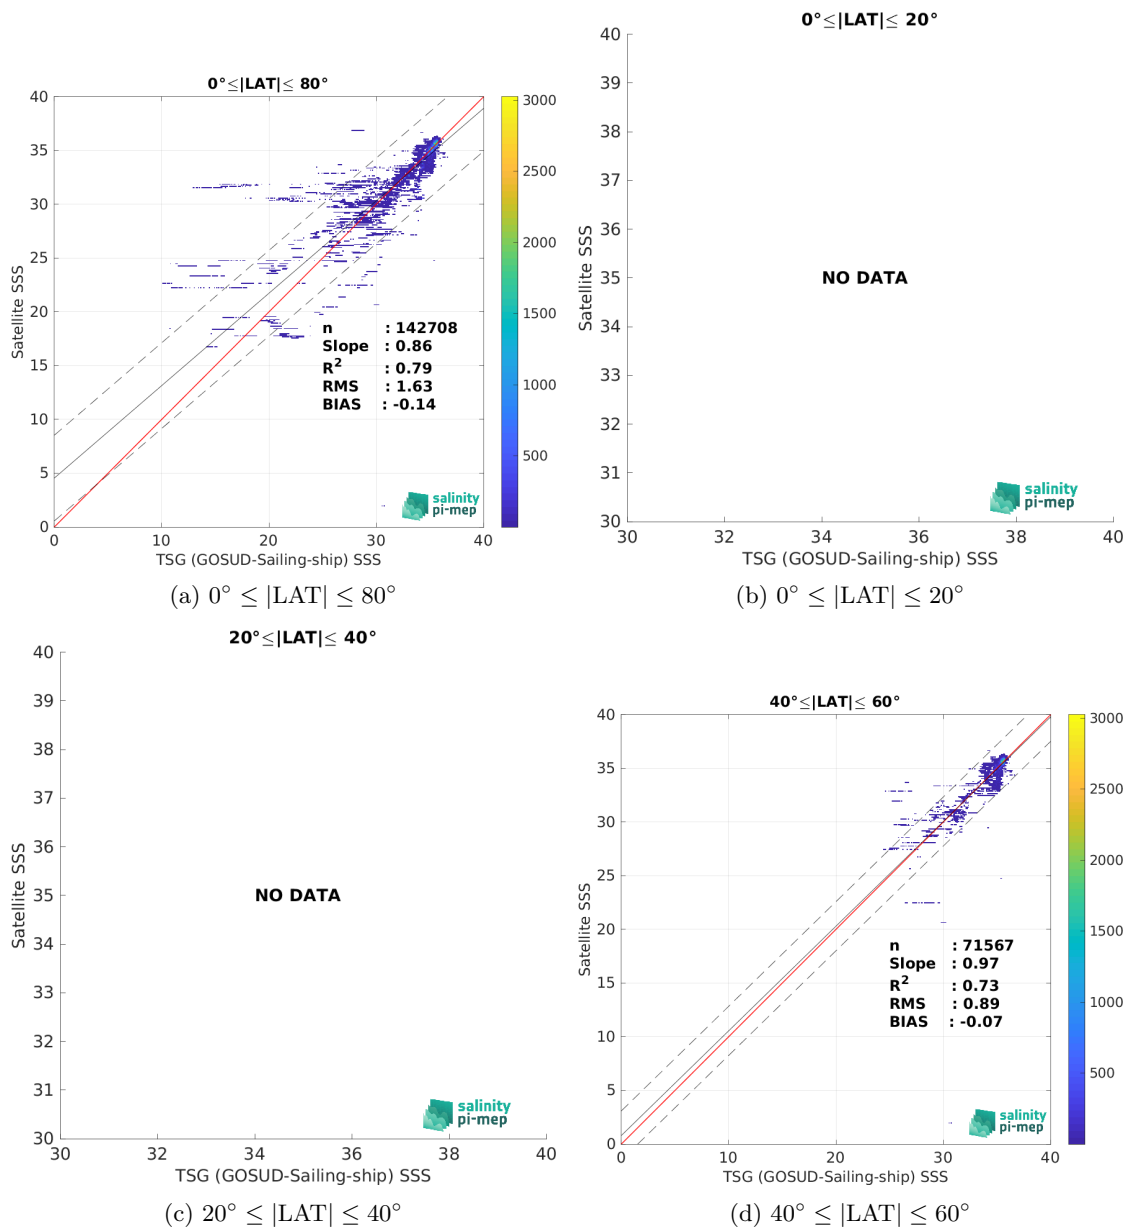 0°≤|LAT|≤ 80°
40
35
30
25
20
15
10
5
0
0
10
20
30
40
Satellite SSS
TSG (GOSUD-Sailing-ship) SSS
n : 142708
Slope : 0.86
R² : 0.79
RMS : 1.63
BIAS : -0.14
salinity
pi-mep
3000
2500
2000
1500
1000
500
(a) 0° ≤ |LAT| ≤ 80°
0°≤|LAT|≤ 20°
40
39
38
37
36
35
34
33
32
31
30
30
32
34
36
38
40
Satellite SSS
NO DATA
salinity
pi-mep
TSG (GOSUD-Sailing-ship) SSS
(b) 0° ≤ |LAT| ≤ 20°
20°≤|LAT|≤ 40°
40
39
38
37
36
35
34
33
32
31
30
30
32
34
36
38
40
Satellite SSS
NO DATA
salinity
pi-mep
TSG (GOSUD-Sailing-ship) SSS
(c) 20° ≤ |LAT| ≤ 40°
40°≤|LAT|≤ 60°
40
35
30
25
20
15
10
5
0
0
10
20
30
40
Satellite SSS
n : 71567
Slope : 0.97
R² : 0.73
RMS : 0.89
BIAS : -0.07
salinity
pi-mep
TSG (GOSUD-Sailing-ship) SSS
3000
2500
2000
1500
1000
500
(d) 40° ≤ |LAT| ≤ 60°